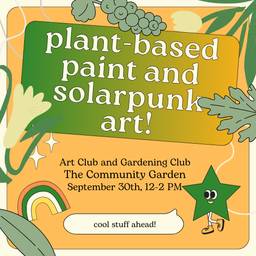 plant-based
paint and
solarpunk
art!
Art Club and Gardening Club
The Community Garden
September 30th, 12-2 PM
cool stuff ahead!